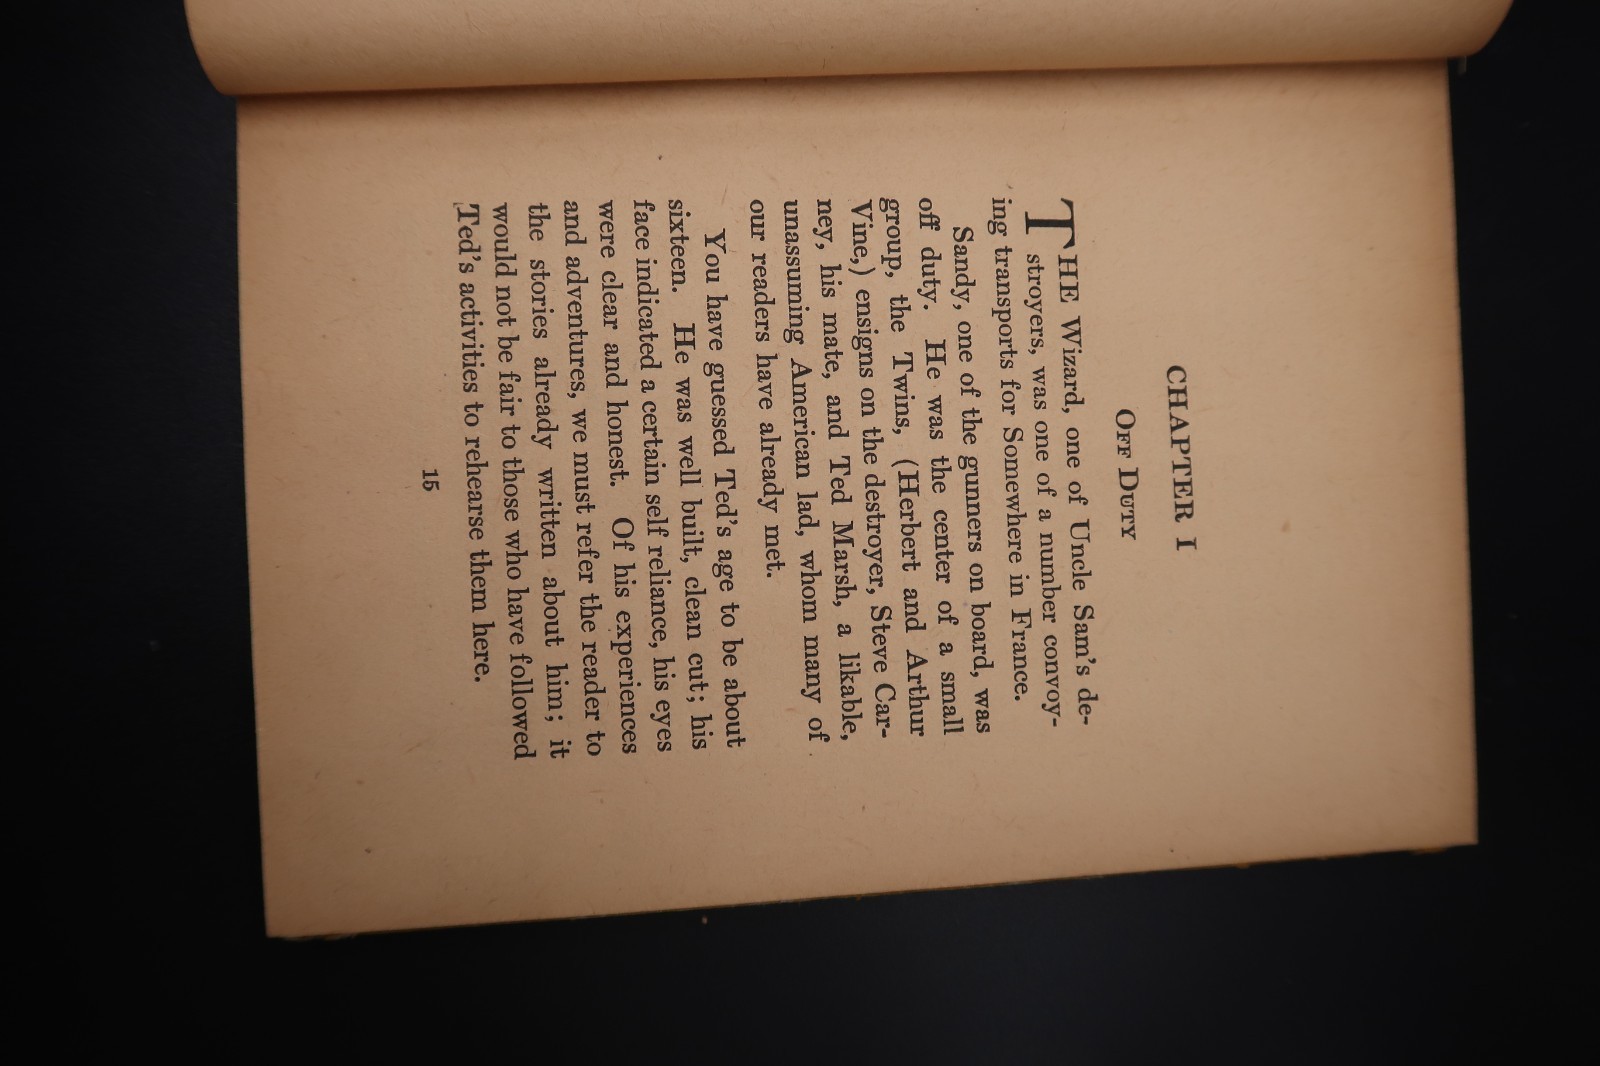 CHAPTER I
OFF DUTY
THE Wizard, one of Uncle Sam's de-
stroyers, was one of a number convoy-
ing transports for Somewhere in France.
Sandy, one of the gunners on board, was
off duty. He was the center of a small
group, the Twins, (Herbert and Arthur
Vine,) ensigns on the destroyer, Steve Car-
ney, his mate, and Ted Marsh, a likable,
unassuming American lad, whom many of
our readers have already met.
You have guessed Ted's age to be about
sixteen. He was well built, clean cut; his
face indicated a certain self reliance, his eyes
were clear and honest. Of his experiences
and adventures, we must refer the reader to
the stories already written about him; it
would not be fair to those who have followed
Ted's activities to rehearse them here.
15